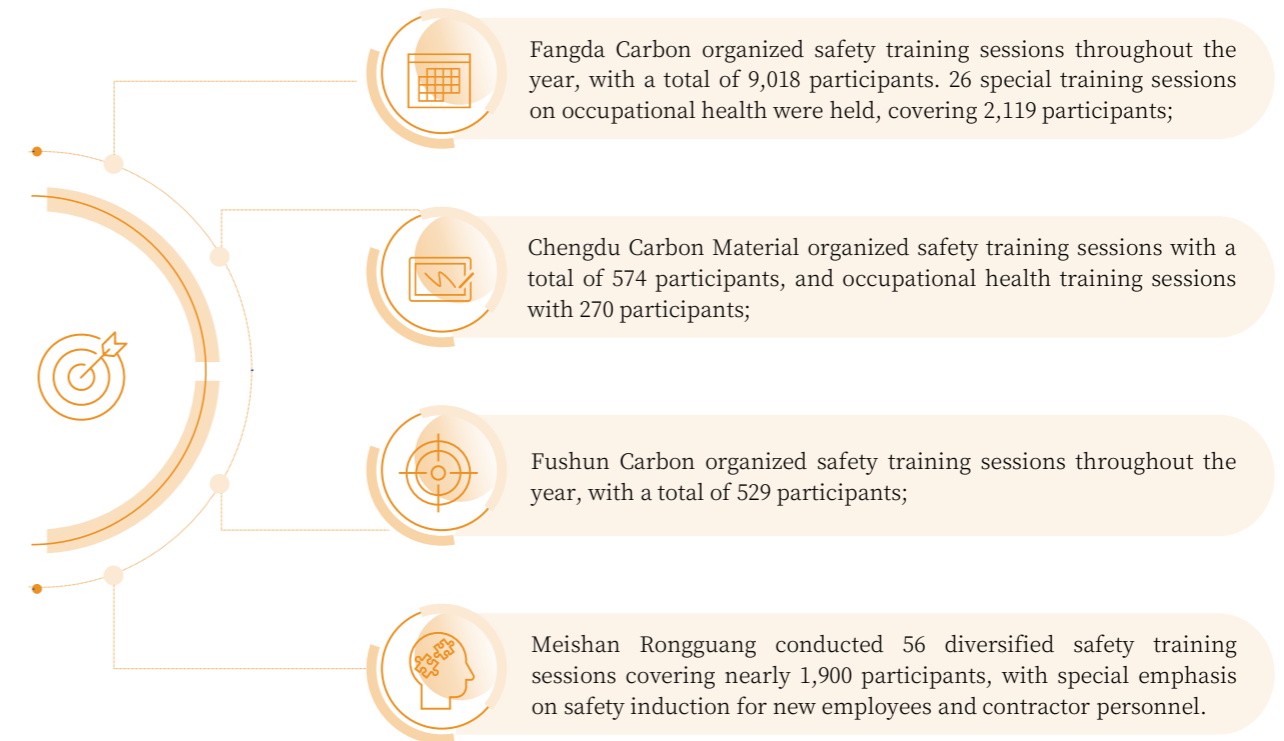 Fangda Carbon organized safety training sessions throughout the
year, with a total of 9,018 participants. 26 special training sessions
on occupational health were held, covering 2,119 participants;
Chengdu Carbon Material organized safety training sessions with a
total of 574 participants, and occupational health training sessions
with 270 participants;
Fushun Carbon organized safety training sessions throughout the
year, with a total of 529 participants;
Meishan Rongguang conducted 56 diversified safety training
sessions covering nearly 1,900 participants, with special emphasis
on safety induction for new employees and contractor personnel.